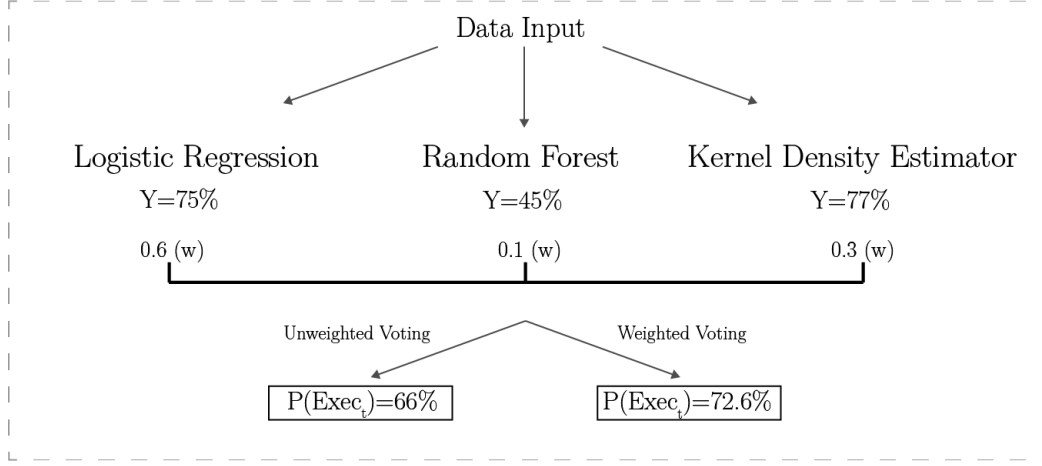 Data Input
Logistic Regression
Random Forest
Kernel Density Estimator
Y=75%
Y=45%
Y=77%
0.6 (w)
0.1 (w)
0.3 (w)
Unweighted Voting
Weighted Voting
P(Exec_t)=66%
P(Exec_t)=72.6%